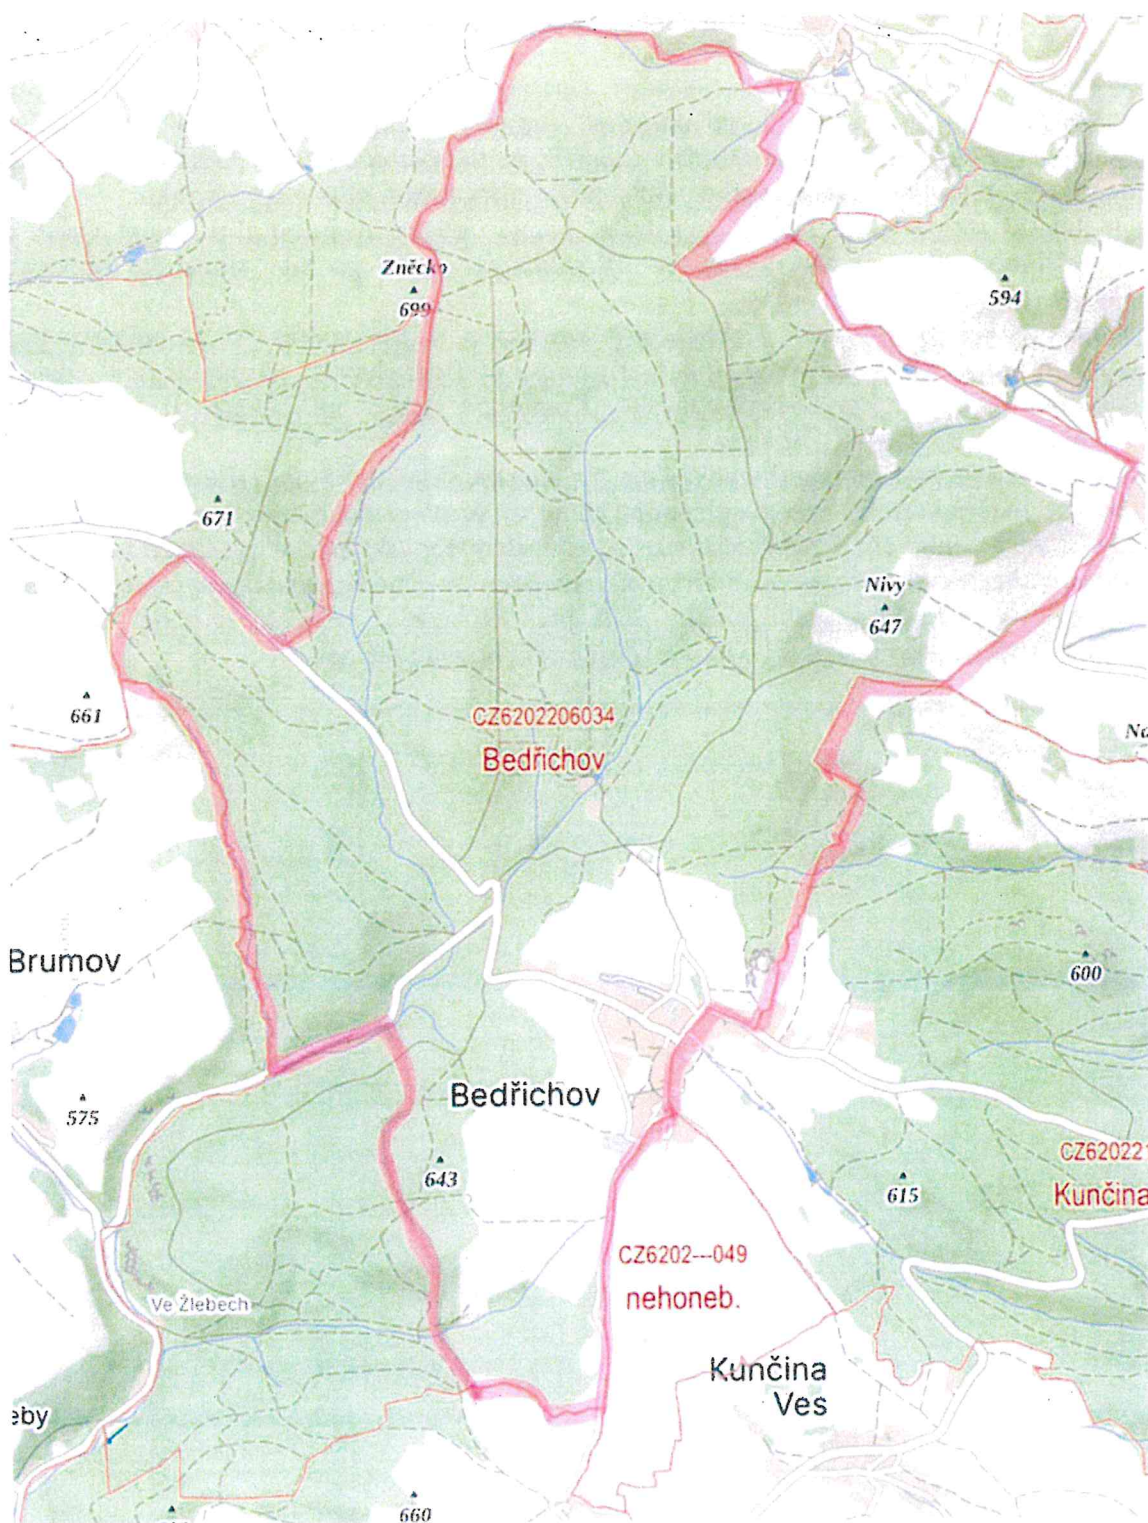 Zněcko
699
594
671
Nivy
647
661
CZ6202206034
Bedřichov
Brumov
600
575
Bedřichov
643
615
CZ62022
Kunčina
CZ6202---049
nehoneb.
Ve Žlebech
Kunčina
Ves
eby
660